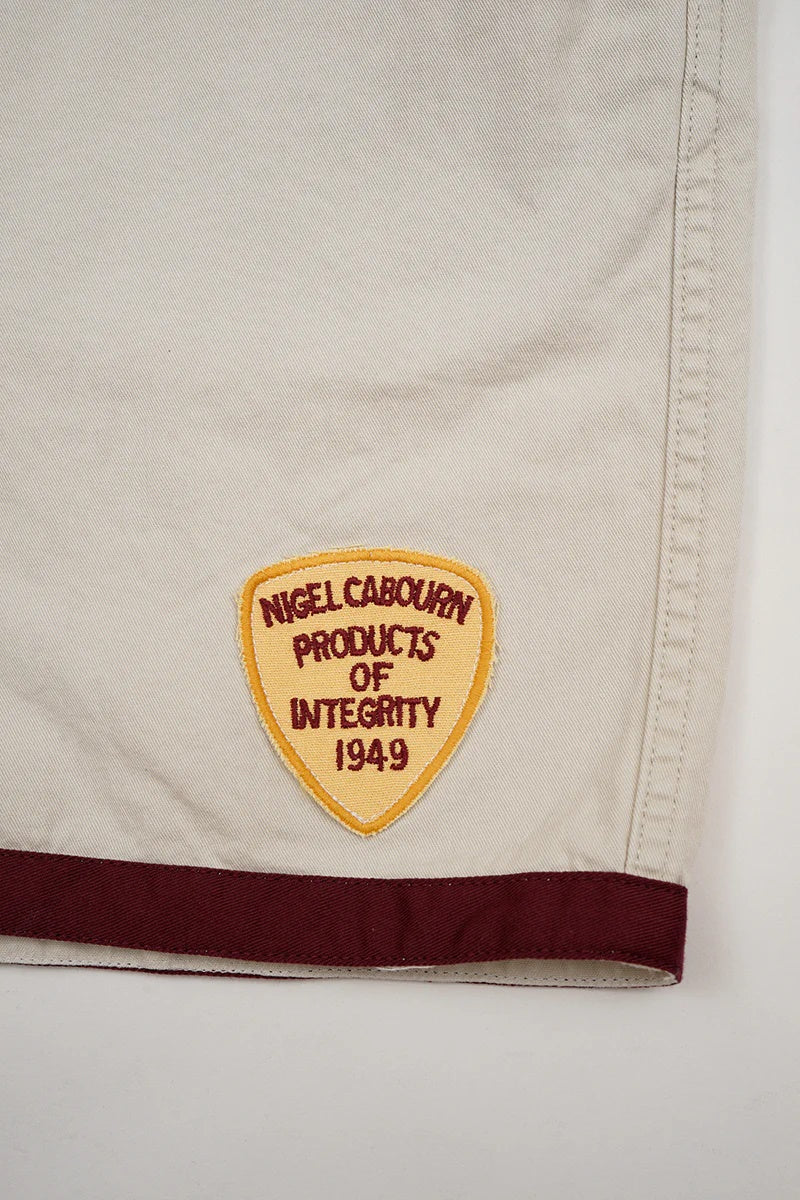 NIGEL CABOURN
PRODUCTS
OF
INTEGRITY
1949